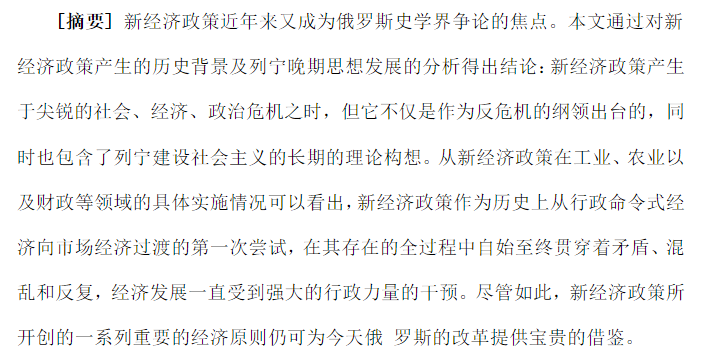 [摘要] 新经济政策近年来又成为俄罗斯史学界争论的焦点。本文通过对新
经济政策产生的历史背景及列宁晚期思想发展的分析得出结论：新经济政策产生
于尖锐的社会、经济、政治危机之时，但它不仅是作为反危机的纲领出台的，同
时也包含了列宁建设社会主义的长期的理论构想。从新经济政策在工业、农业以
及财政等领域的具体实施情况可以看出，新经济政策作为历史上从行政命令式经
济向市场经济过渡的第一次尝试，在其存在的全过程中自始至终贯穿着矛盾、混
乱和反复，经济发展一直受到强大的行政力量的干预。尽管如此，新经济政策所
开创的一系列重要的经济原则仍可为今天俄 罗斯的改革提供宝贵的借鉴。